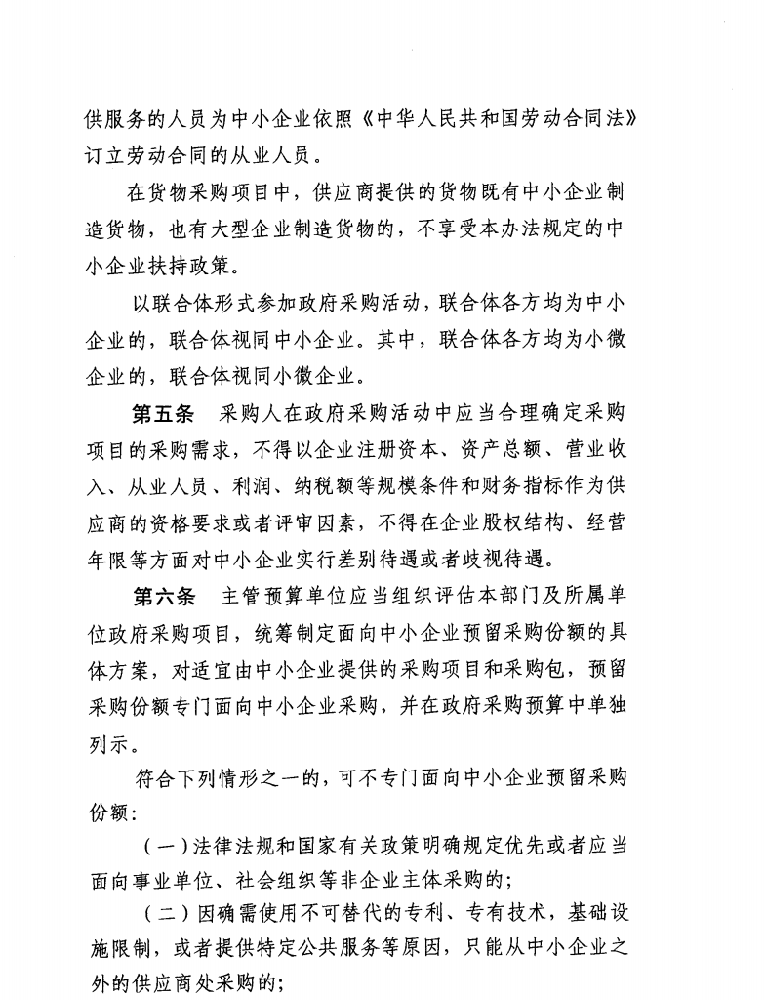 供服务的人员为中小企业依照《中华人民共和国劳动合同法》
订立劳动合同的从业人员。
在货物采购项目中，供应商提供的货物既有中小企业制
造货物，也有大型企业制造货物的，不享受本办法规定的中
小企业扶持政策。
以联合体形式参加政府采购活动，联合体各方均为中小
企业的，联合体视同中小企业。其中，联合体各方均为小微
企业的，联合体视同小微企业。
第五条 采购人在政府采购活动中应当合理确定采购
项目的采购需求，不得以企业注册资本、资产总额、营业收
入、从业人员、利润、纳税额等规模条件和财务指标作为供
应商的资格要求或者评审因素，不得在企业股权结构、经营
年限等方面对中小企业实行差别待遇或者歧视待遇。
第六条 主管预算单位应当组织评估本部门及所属单
位政府采购项目，统筹制定面向中小企业预留采购份额的具
体方案，对适宜由中小企业提供的采购项目和采购包，预留
采购份额专门面向中小企业采购，并在政府采购预算中单独
列示。
符合下列情形之一的，可不专门面向中小企业预留采购
份额：
（一）法律法规和国家有关政策明确规定优先或者应当
面向事业单位、社会组织等非企业主体采购的；
（二）因确需使用不可替代的专利、专有技术，基础设
施限制，或者提供特定公共服务等原因，只能从中小企业之
外的供应商处采购的；